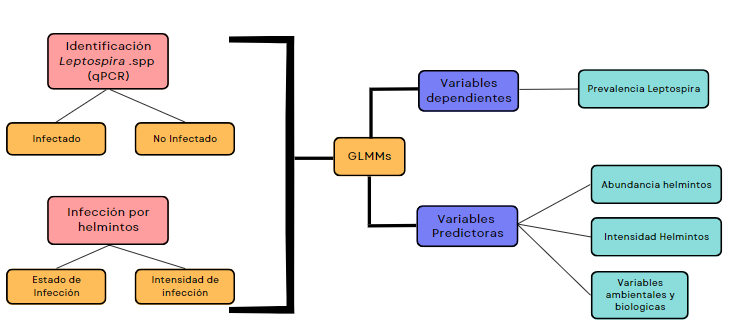 Identificación
Leptospira .spp
(qPCR)
Infectado
No Infectado
Infección por
helmintos
Estado de
Infección
Intensidad de
infección
GLMMs
Variables
dependientes
Prevalencia Leptospira
Variables
Predictoras
Abundancia helmintos
Intensidad Helmintos
Variables
ambientales y
biologicas